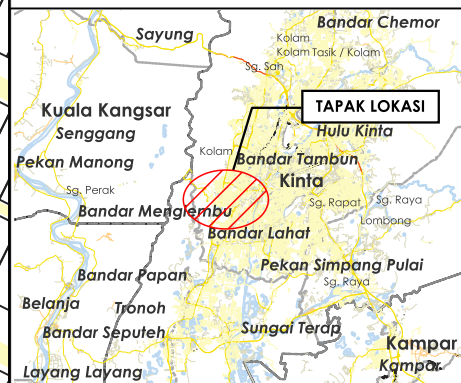 Bandar Chemor
Sayung
Kolam
Kolam Tasik / Kolam
Sg. San
TAPAK LOKASI
Kuala Kangsar
Senggang
Hulu Kinta
Kolam
Pekan Manong
Bandar Tambun
Kinta
Sg. Perak
Sg. Rapat
Sg. Raya
Bandar Menglembu
Lombong
Bandar Lahat
Bandar Papan
Pekan Simpang Pulai
Sg. Raya
Belanja
Tronoh
Bandar Seputeh
Sungai Terap
Kampar
Layang Layang
Kampar